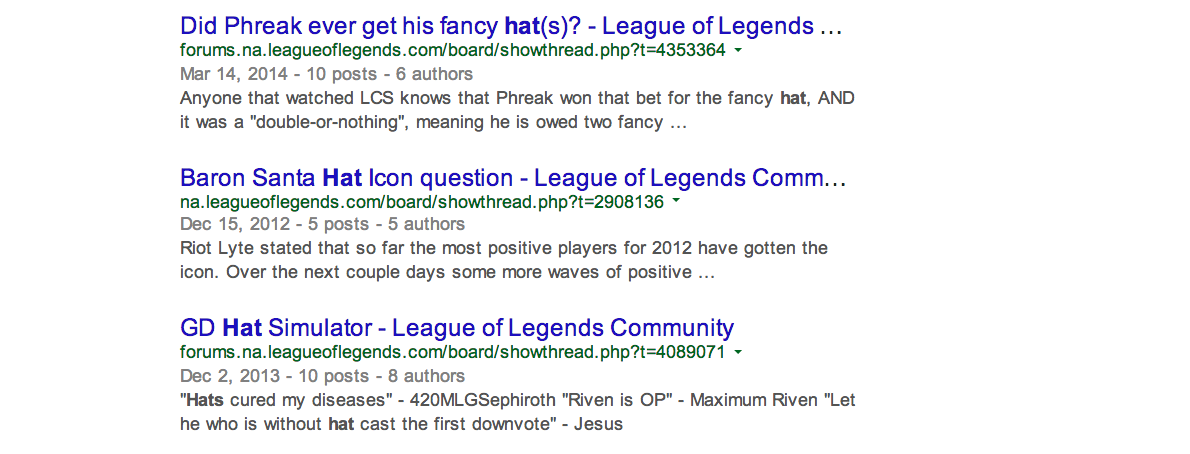 Did Phreak ever get his fancy hat(s)? - League of Legends ...
forums.na.leagueoflegends.com/board/showthread.php?t=4353364
Mar 14, 2014 - 10 posts - 6 authors
Anyone that watched LCS knows that Phreak won that bet for the fancy hat, AND
it was a "double-or-nothing", meaning he is owed two fancy ...
Baron Santa Hat Icon question - League of Legends Comm...
na.leagueoflegends.com/board/showthread.php?t=2908136
Dec 15, 2012 - 5 posts - 5 authors
Riot Lyte stated that so far the most positive players for 2012 have gotten the
icon. Over the next couple days some more waves of positive ...
GD Hat Simulator - League of Legends Community
forums.na.leagueoflegends.com/board/showthread.php?t=4089071
Dec 2, 2013 - 10 posts - 8 authors
"Hats cured my diseases" - 420MLGSephiroth "Riven is OP" - Maximum Riven "Let
he who is without hat cast the first downvote" - Jesus